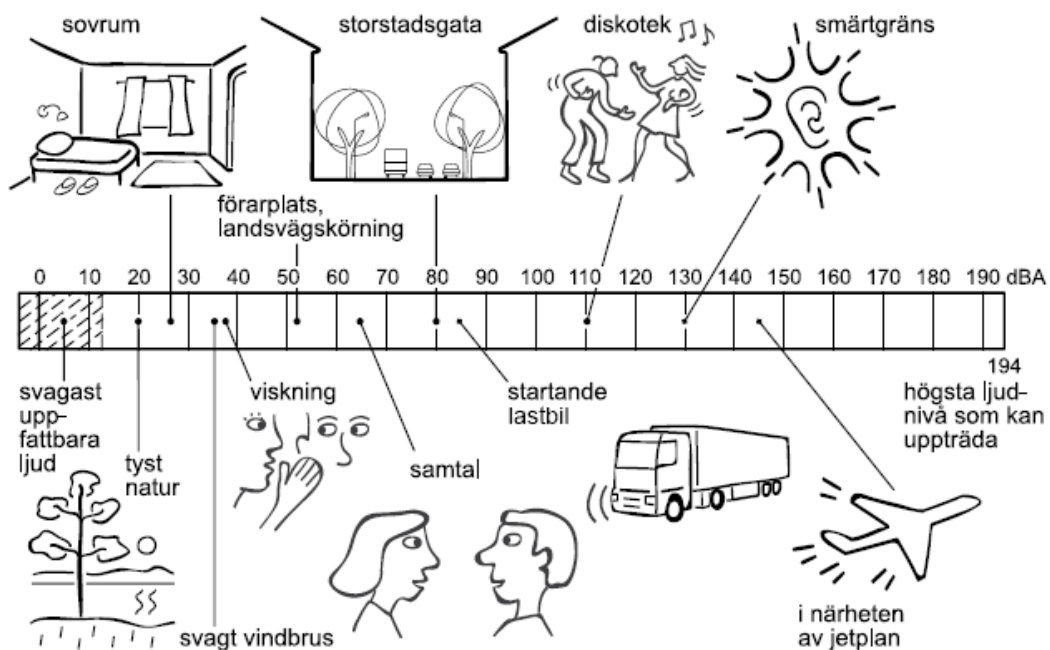 sovrum
storstadsgata
diskotek
smärtgräns
förarplats,
landsvägskörning
0 10 20 30 40 50 60 70 80 90 100 110 120 130 140 150 160 170 180 190 dBA
194
svagast
upp-
fattbara
ljud
tyst
natur
viskning
samtal
startande
lastbil
högsta ljud-
nivå som kan
uppträda
svagt vindbrus
i närheten
av jetplan